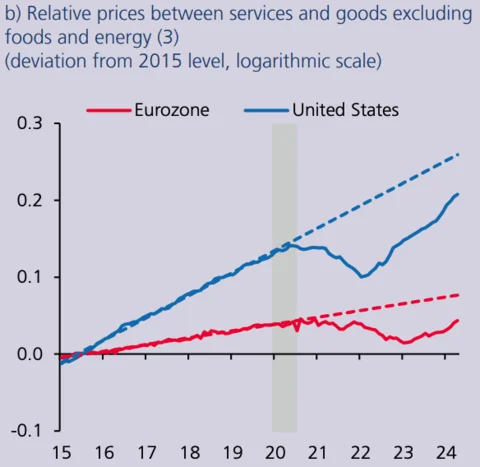 b) Relative prices between services and goods excluding
foods and energy (3)
(deviation from 2015 level, logarithmic scale)
Eurozone United States
0.3
0.2
0.1
0.0
-0.1
15 16 17 18 19 20 21 22 23 24